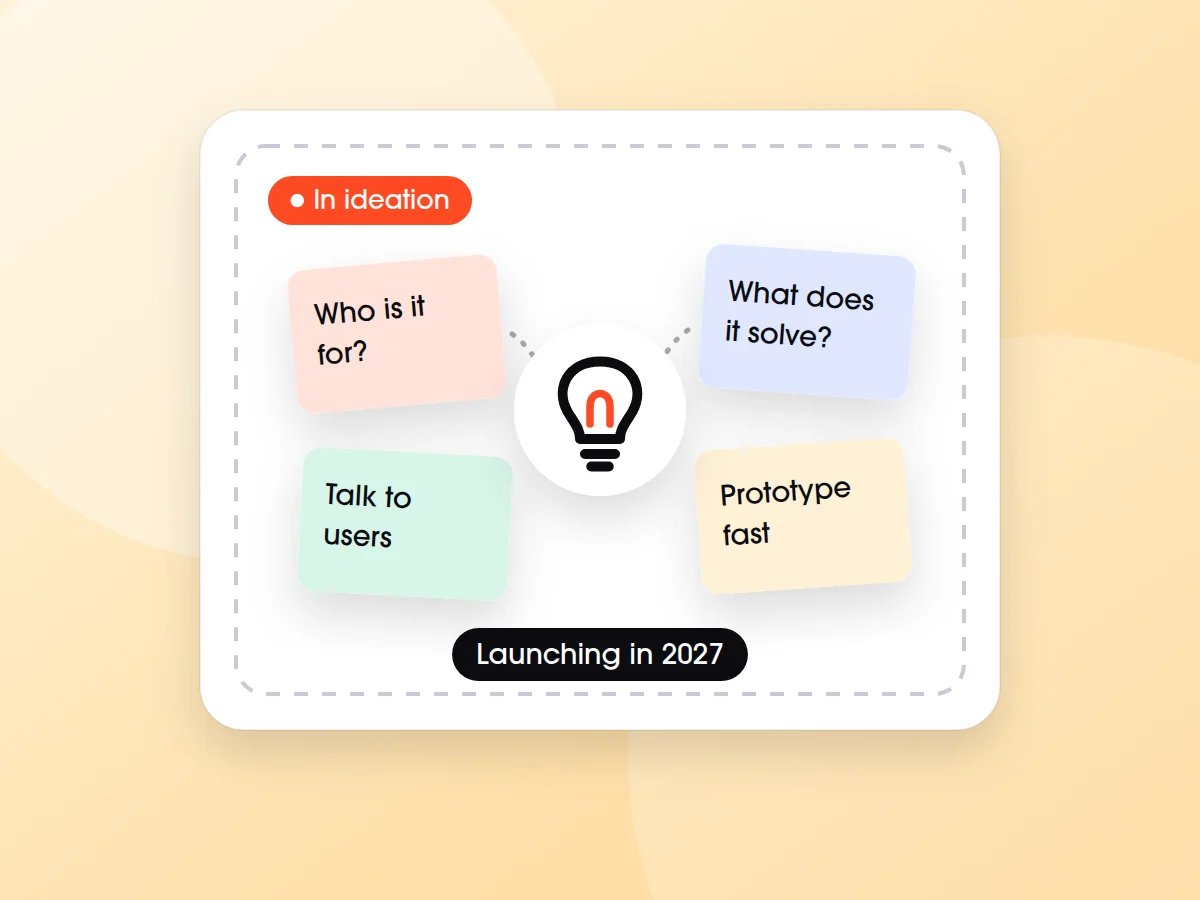 In ideation
Who is it
for?
What does
it solve?
Talk to
users
Prototype
fast
Launching in 2027